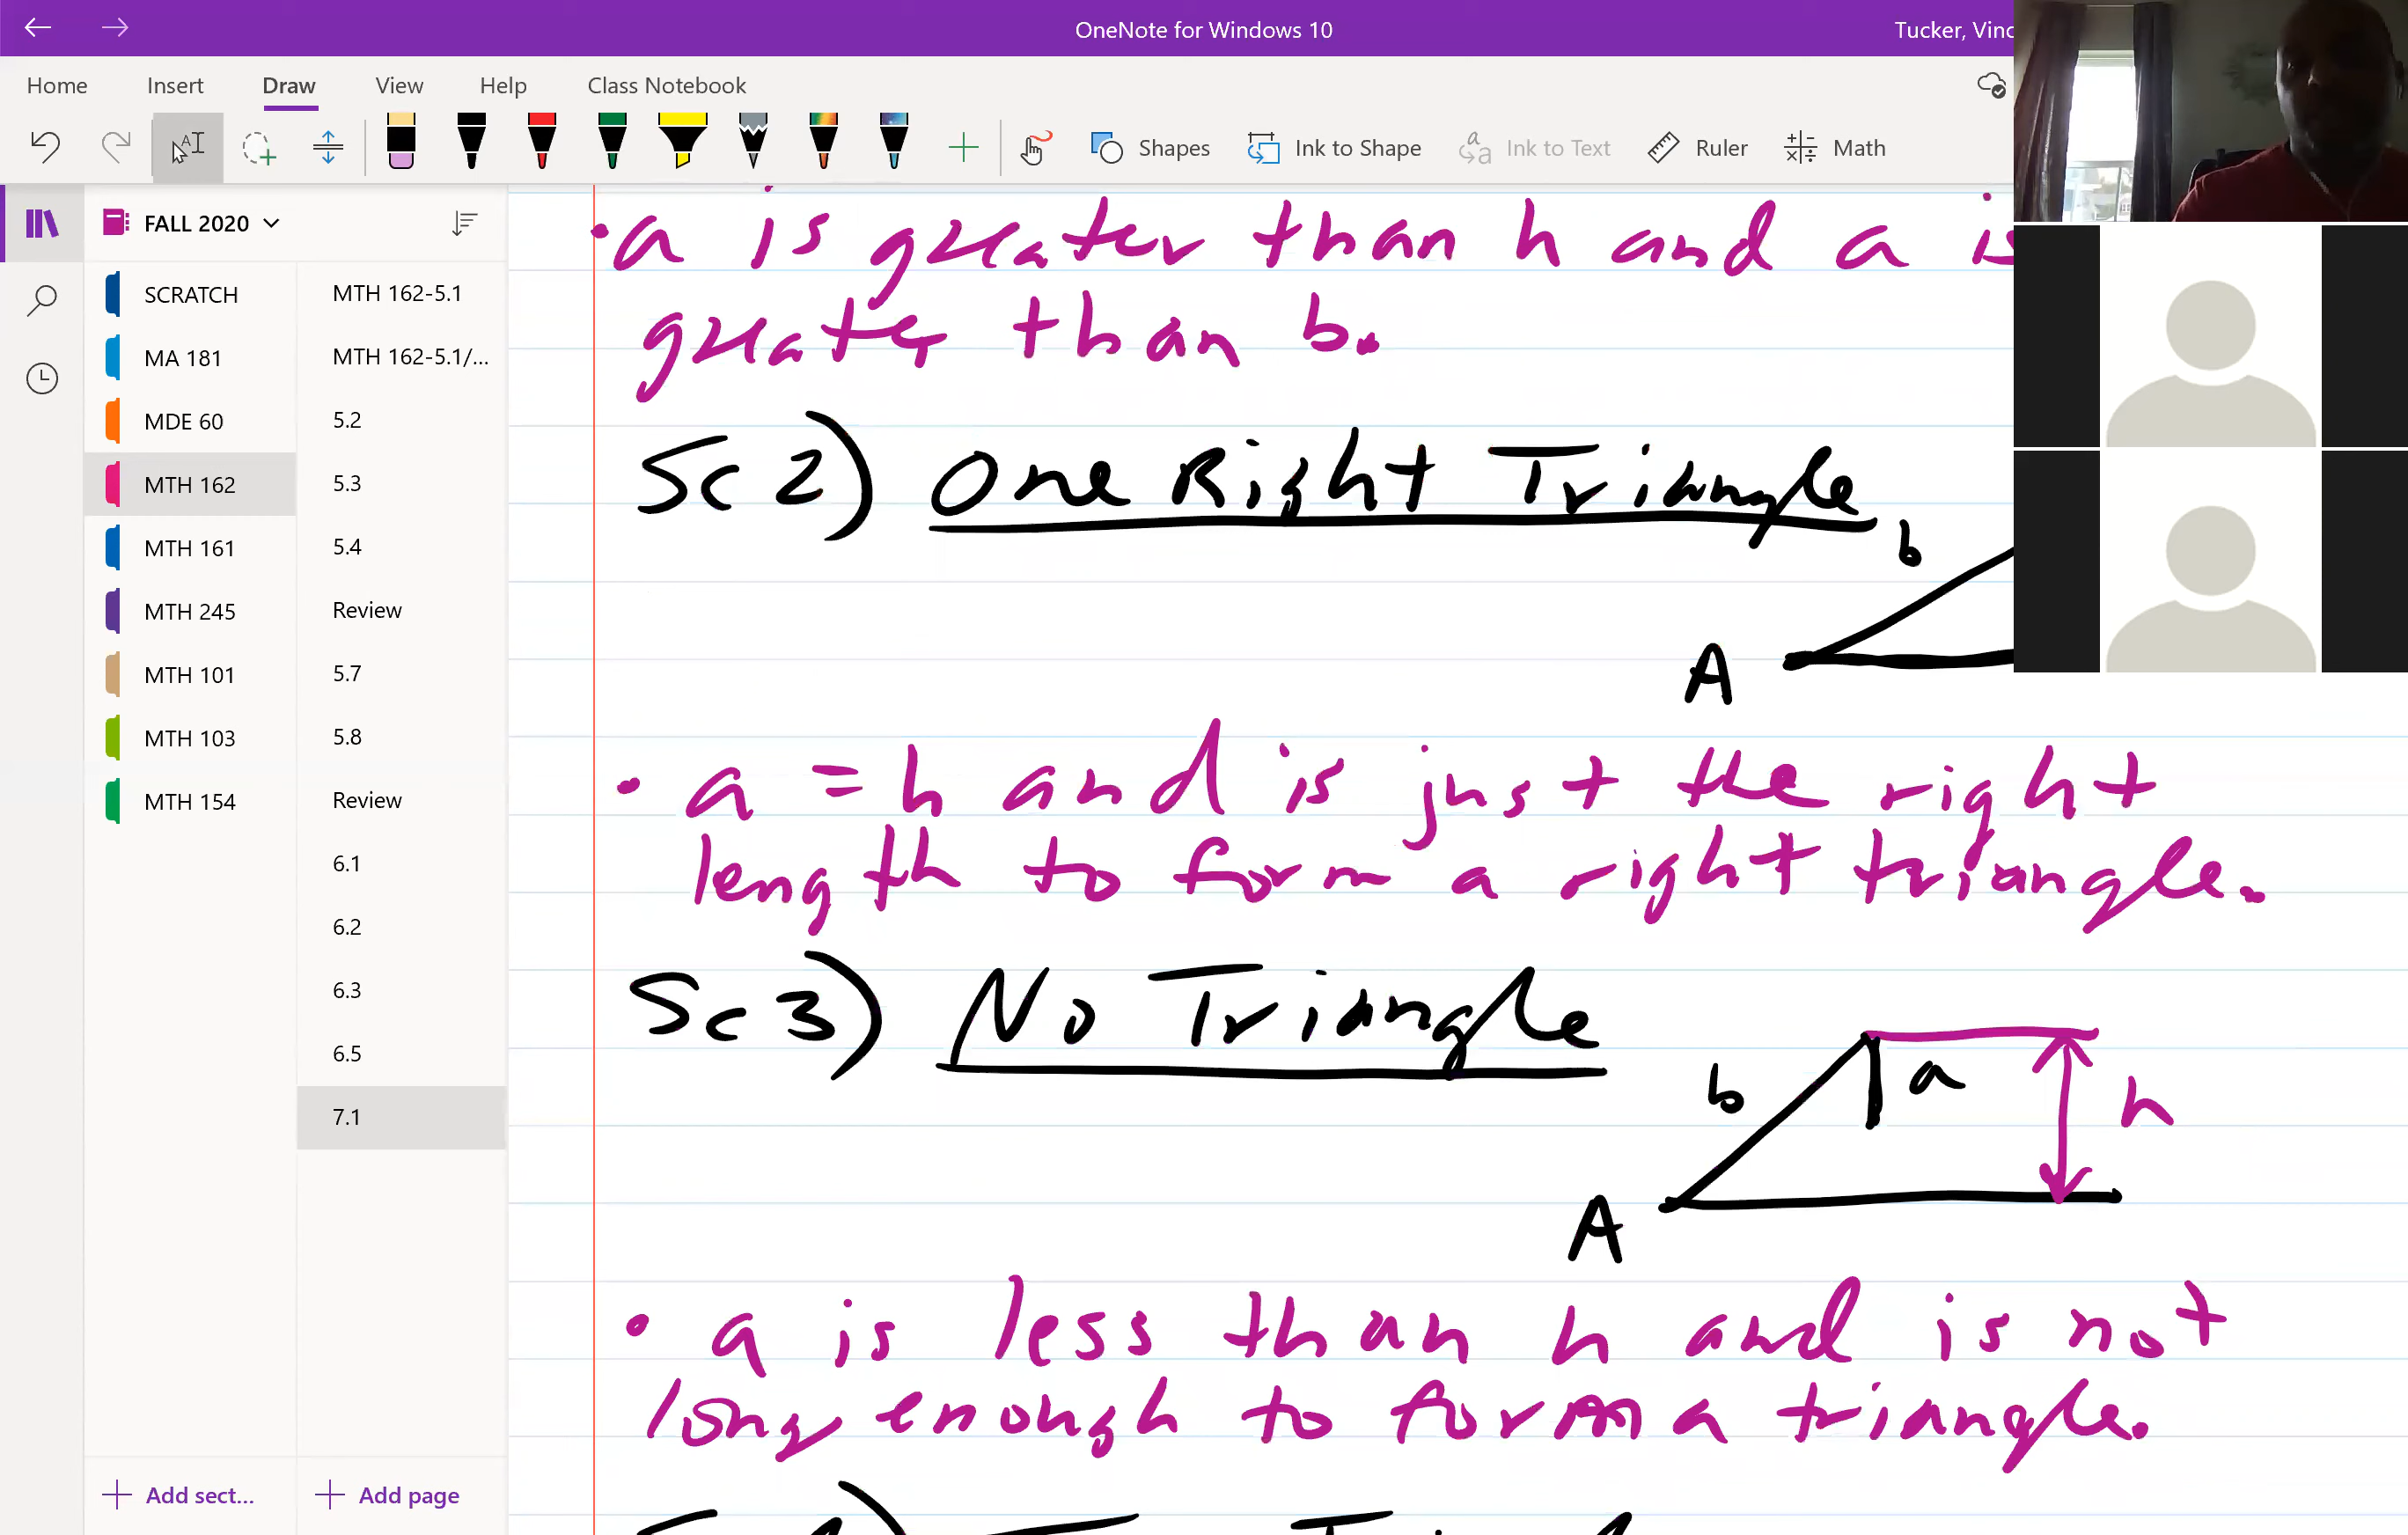 OneNote for Windows 10
Tucker, Vinc
Home Insert Draw View Help Class Notebook
Shapes Ink to Shape Ink to Text Ruler Math
FALL 2020
SCRATCH
MA 181
MDE 60
MTH 162
MTH 161
MTH 245
MTH 101
MTH 103
MTH 154
Add sect...
MTH 162-5.1
MTH 162-5.1/...
5.2
5.3
5.4
Review
5.7
5.8
Review
6.1
6.2
6.3
6.5
7.1
Add page
• a is greater than h and a is
greater than b.
Sc 2) One Right Triangle
b
A
• a = h and is just the right
length to form a right triangle.
Sc 3) No Triangle
b a h
A
• a is less than h and is not
long enough to form a triangle.